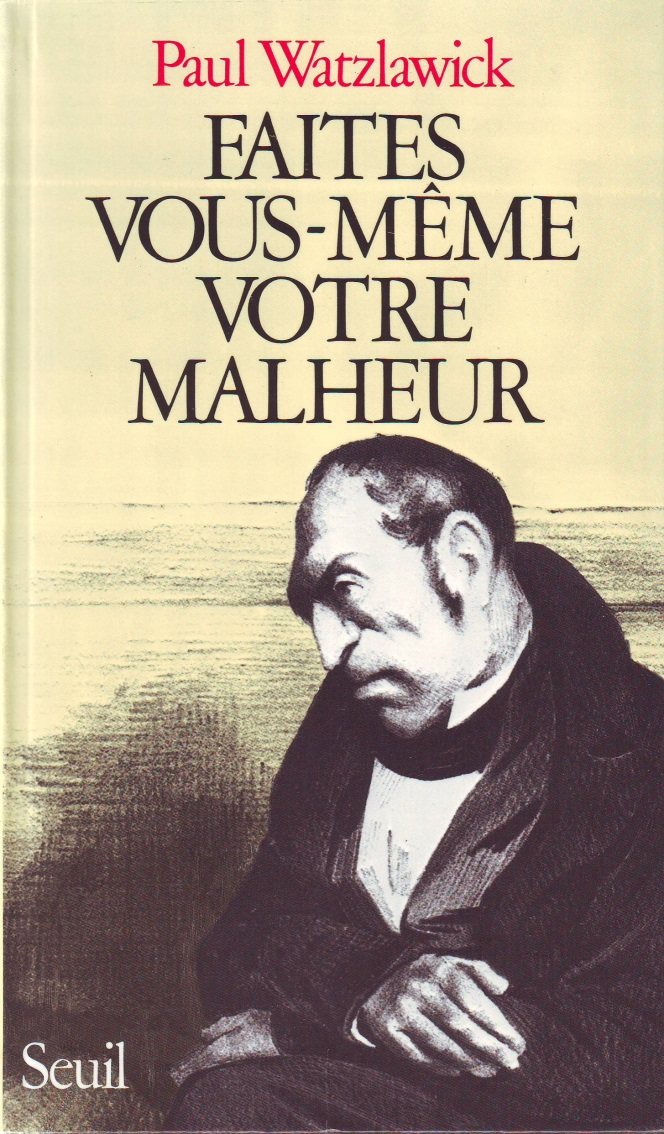 Paul Watzlawick
FAITES
VOUS-MÊME
VOTRE
MALHEUR
Seuil